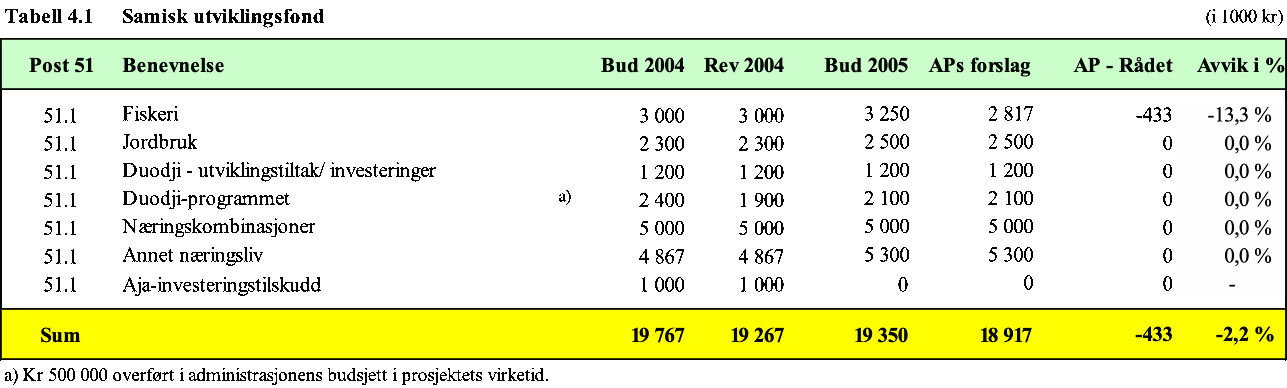 Tabell 4.1 Samisk utviklingsfond (i 1000 kr)
Post 51 Benevnelse Bud 2004 Rev 2004 Bud 2005 APs forslag AP - Rådet Avvik i %
51.1 Fiskeri 3 000 3 000 3 250 2 817 -433 -13,3 %
51.1 Jordbruk 2 300 2 300 2 500 2 500 0 0,0 %
51.1 Duodji - utviklingstiltak/ investeringer 1 200 1 200 1 200 1 200 0 0,0 %
51.1 Duodji-programmet a) 2 400 1 900 2 100 2 100 0 0,0 %
51.1 Næringskombinasjoner 5 000 5 000 5 000 5 000 0 0,0 %
51.1 Annet næringsliv 4 867 4 867 5 300 5 300 0 0,0 %
51.1 Aja-investeringstilskudd 1 000 1 000 0 0 0 -
Sum 19 767 19 267 19 350 18 917 -433 -2,2 %
a) Kr 500 000 overført i administrasjonens budsjett i prosjektets virketid.